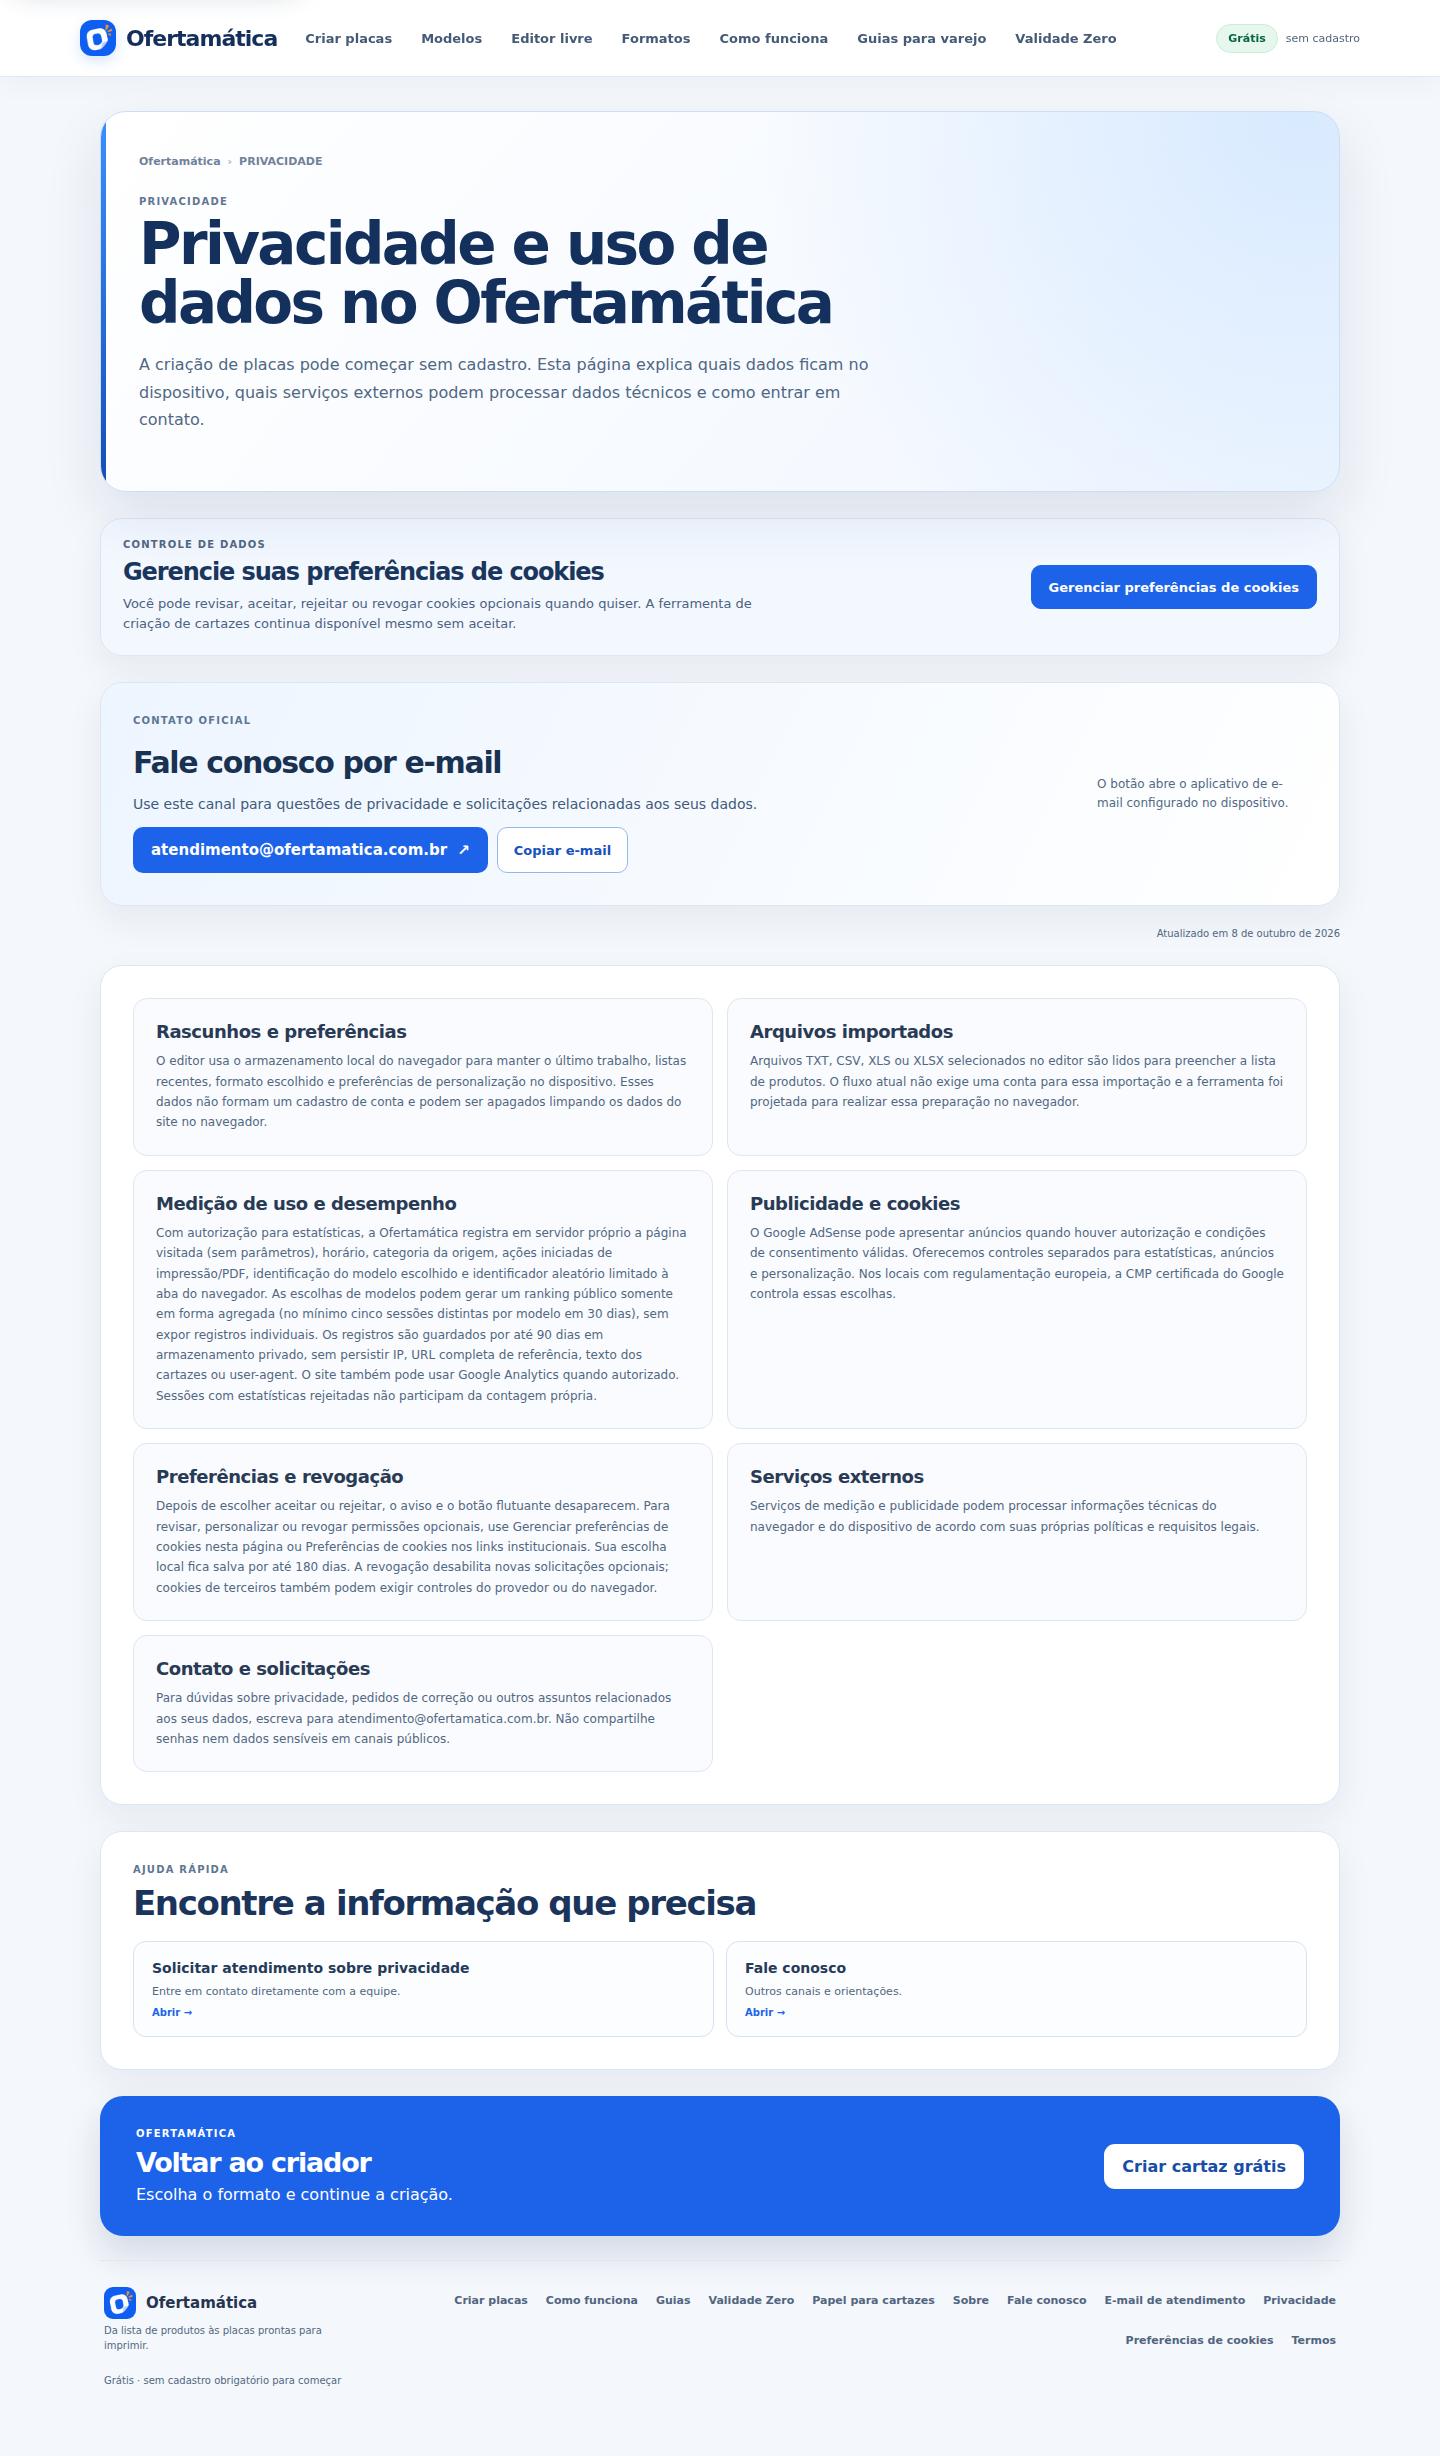 Ofertamática
Criar placas
Modelos
Editor livre
Formatos
Como funciona
Guias para varejo
Validade Zero
Grátis
sem cadastro
Ofertamática › PRIVACIDADE
PRIVACIDADE
Privacidade e uso de
dados no Ofertamática
A criação de placas pode começar sem cadastro. Esta página explica quais dados ficam no
dispositivo, quais serviços externos podem processar dados técnicos e como entrar em
contato.
CONTROLE DE DADOS
Gerencie suas preferências de cookies
Você pode revisar, aceitar, rejeitar ou revogar cookies opcionais quando quiser. A ferramenta de
criação de cartazes continua disponível mesmo sem aceitar.
Gerenciar preferências de cookies
CONTATO OFICIAL
Fale conosco por e-mail
Use este canal para questões de privacidade e solicitações relacionadas aos seus dados.
atendimento@ofertamatica.com.br ↗
Copiar e-mail
O botão abre o aplicativo de e-
mail configurado no dispositivo.
Atualizado em 8 de outubro de 2026
Rascunhos e preferências
O editor usa o armazenamento local do navegador para manter o último trabalho, listas
recentes, formato escolhido e preferências de personalização no dispositivo. Esses
dados não formam um cadastro de conta e podem ser apagados limpando os dados do
site no navegador.
Arquivos importados
Arquivos TXT, CSV, XLS ou XLSX selecionados no editor são lidos para preencher a lista
de produtos. O fluxo atual não exige uma conta para essa importação e a ferramenta foi
projetada para realizar essa preparação no navegador.
Medição de uso e desempenho
Com autorização para estatísticas, a Ofertamática registra em servidor próprio a página
visitada (sem parâmetros), horário, categoria da origem, ações iniciadas de
impressão/PDF, identificação do modelo escolhido e identificador aleatório limitado à
aba do navegador. As escolhas de modelos podem gerar um ranking público somente
em forma agregada (no mínimo cinco sessões distintas por modelo em 30 dias), sem
expor registros individuais. Os registros são guardados por até 90 dias em
armazenamento privado, sem persistir IP, URL completa de referência, texto dos
cartazes ou user-agent. O site também pode usar Google Analytics quando autorizado.
Sessões com estatísticas rejeitadas não participam da contagem própria.
Publicidade e cookies
O Google AdSense pode apresentar anúncios quando houver autorização e condições
de consentimento válidas. Oferecemos controles separados para estatísticas, anúncios
e personalização. Nos locais com regulamentação europeia, a CMP certificada do Google
controla essas escolhas.
Preferências e revogação
Depois de escolher aceitar ou rejeitar, o aviso e o botão flutuante desaparecem. Para
revisar, personalizar ou revogar permissões opcionais, use Gerenciar preferências de
cookies nesta página ou Preferências de cookies nos links institucionais. Sua escolha
local fica salva por até 180 dias. A revogação desabilita novas solicitações opcionais;
cookies de terceiros também podem exigir controles do provedor ou do navegador.
Serviços externos
Serviços de medição e publicidade podem processar informações técnicas do
navegador e do dispositivo de acordo com suas próprias políticas e requisitos legais.
Contato e solicitações
Para dúvidas sobre privacidade, pedidos de correção ou outros assuntos relacionados
aos seus dados, escreva para atendimento@ofertamatica.com.br. Não compartilhe
senhas nem dados sensíveis em canais públicos.
AJUDA RÁPIDA
Encontre a informação que precisa
Solicitar atendimento sobre privacidade
Entre em contato diretamente com a equipe.
Abrir →
Fale conosco
Outros canais e orientações.
Abrir →
OFERTAMÁTICA
Voltar ao criador
Escolha o formato e continue a criação.
Criar cartaz grátis
Ofertamática
Da lista de produtos às placas prontas para
imprimir.
Grátis · sem cadastro obrigatório para começar
Criar placas
Como funciona
Guias
Validade Zero
Papel para cartazes
Sobre
Fale conosco
E-mail de atendimento
Privacidade
Preferências de cookies
Termos